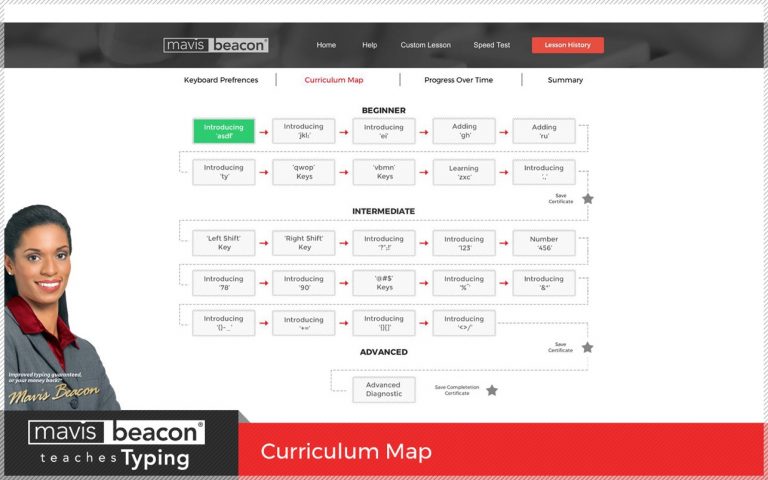 mavis beacon®
Home Help Custom Lesson Speed Test Lesson History
Keyboard Prefrences Curriculum Map Progress Over Time Summary
BEGINNER
Introducing 'asdf' Introducing 'jkl;' Introducing 'ei' Adding 'gh' Adding 'ru'
Introducing 'ty' 'qwop' Keys 'vbmn' Keys Learning 'zxc' Introducing '.,'
Save Certificate
INTERMEDIATE
'Left Shift' Key 'Right Shift' Key Introducing '?";!' Introducing '123' Number '456'
Introducing '78' Introducing '90' '@#$' Keys Introducing Introducing '&*'
Introducing '()-_' Introducing '+=' Introducing '{}[]' Introducing '<>/'
Save Certificate
ADVANCED
Advanced Diagnostic Save Completetion Certificate
Improved typing guaranteed,
or your money back!*
Mavis Beacon
mavis beacon®
teaches Typing
Curriculum Map